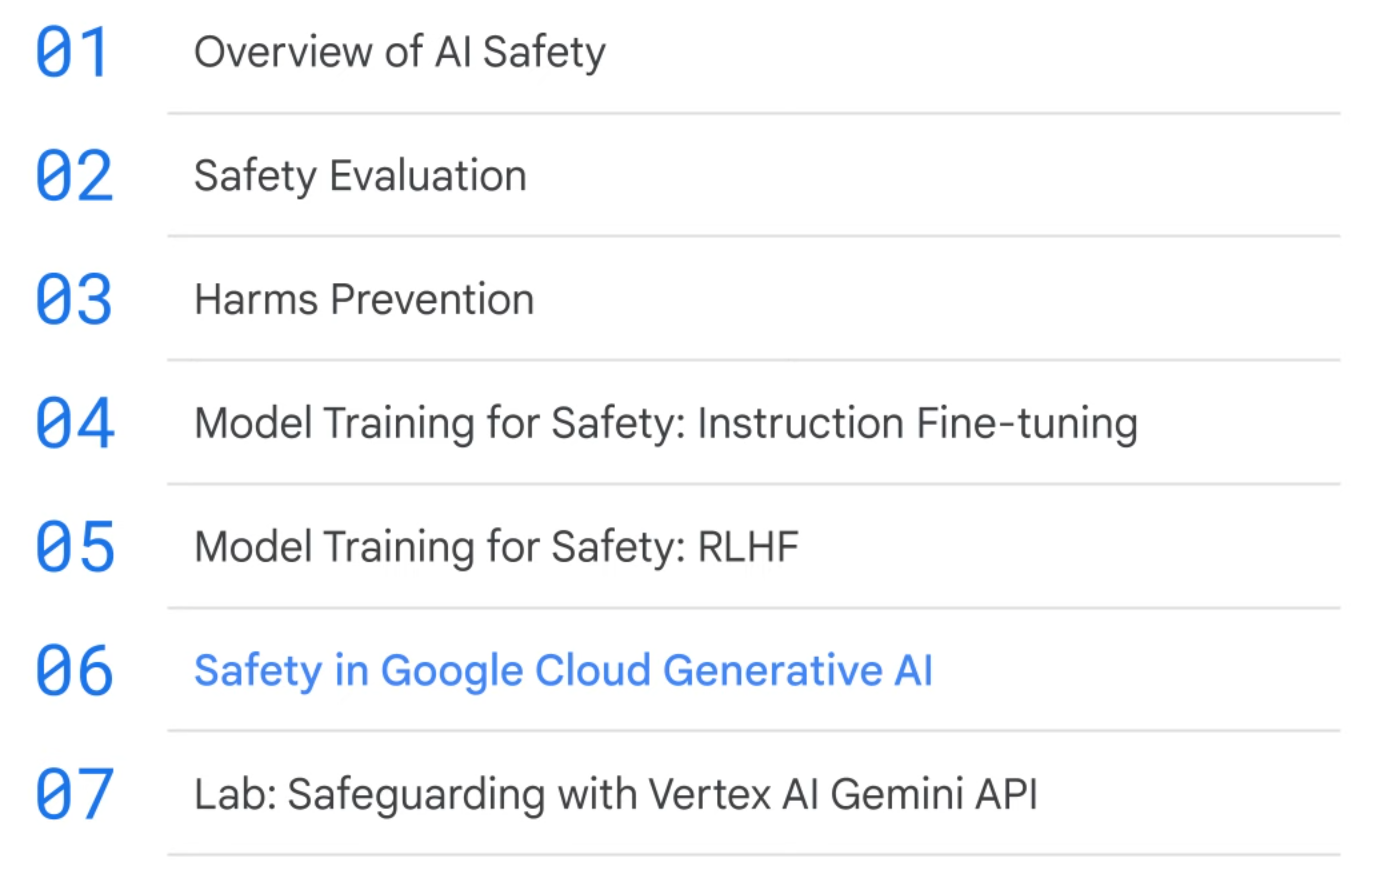 01 Overview of AI Safety
02 Safety Evaluation
03 Harms Prevention
04 Model Training for Safety: Instruction Fine-tuning
05 Model Training for Safety: RLHF
06 Safety in Google Cloud Generative AI
07 Lab: Safeguarding with Vertex AI Gemini API